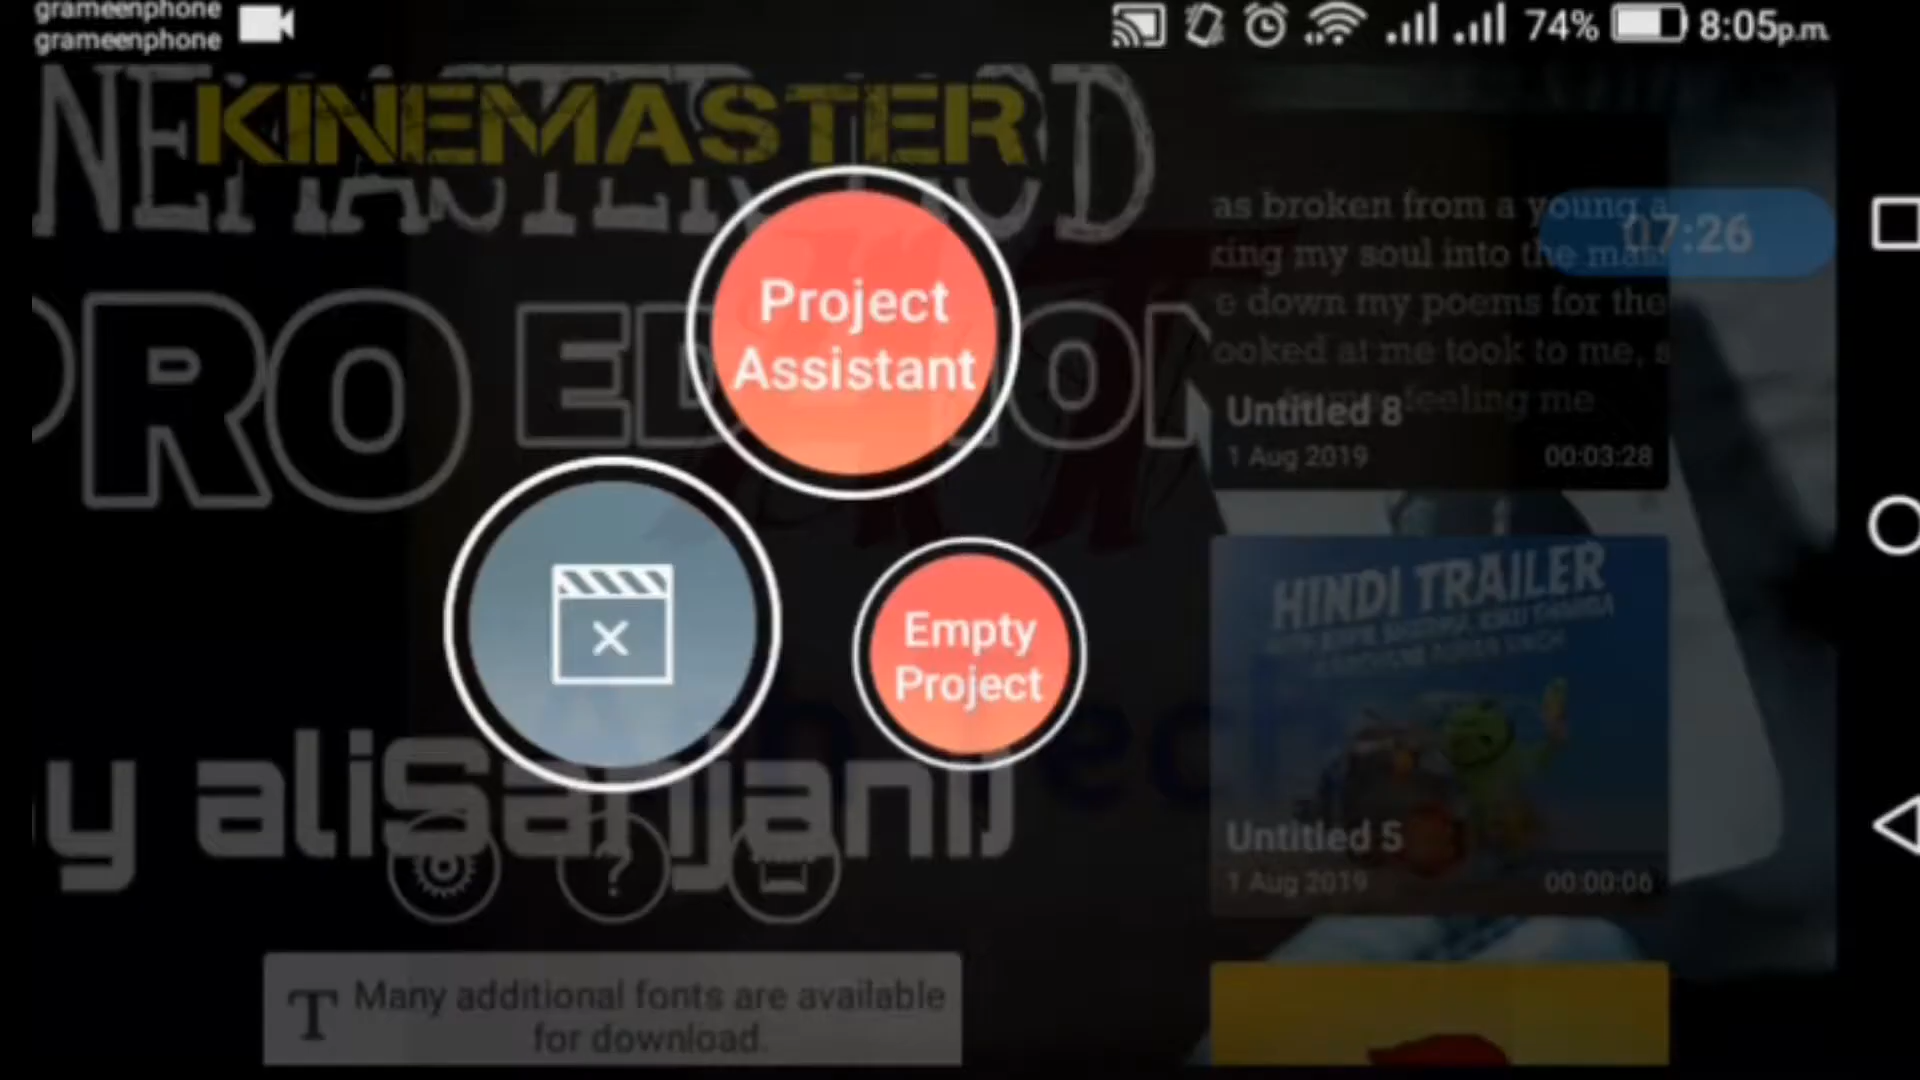 grameenphone
grameenphone
74% 8:05p.m.
KINEMASTER
NEMASTER MOD
as broken from a young a
king my soul into the
07:26
e down my poems for the
ooked at me took to me, s
feeling me
PRO EDITION
Project
Assistant
Untitled 8
1 Aug 2019 00:03:28
HINDI TRAILER
Empty
Project
y aliSanjani)
Untitled 5
1 Aug 2019 00:00:06
T Many additional fonts are available
for download.